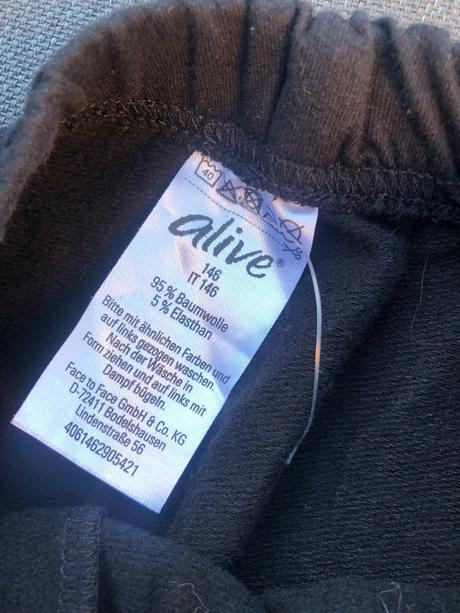 40
alive®
146
IT 146
95 % Baumwolle
5 % Elasthan
Bitte mit ähnlichen Farben und
auf links gezogen waschen.
Nach der Wäsche in
Form ziehen und auf links mit
Dampf bügeln.
Face to Face GmbH & Co. KG
D-72411 Bodelshausen
Lindenstraße 56
4061462905421